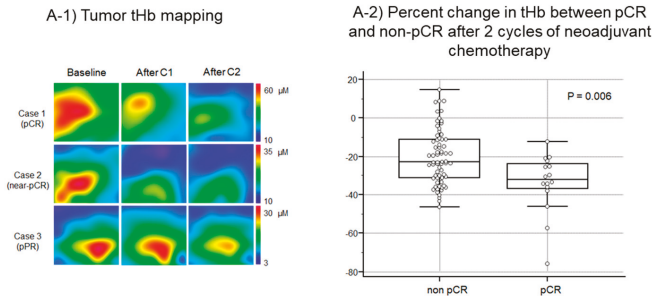 A-1) Tumor tHb mapping
Baseline After C1 After C2
Case 1
(pCR)
60 μM
10
Case 2
(near-pCR)
35 μM
10
Case 3
(pPR)
30 μM
3
A-2) Percent change in tHb between pCR
and non-pCR after 2 cycles of neoadjuvant
chemotherapy
P = 0.006
20
0
-20
-40
-60
-80
non pCR pCR